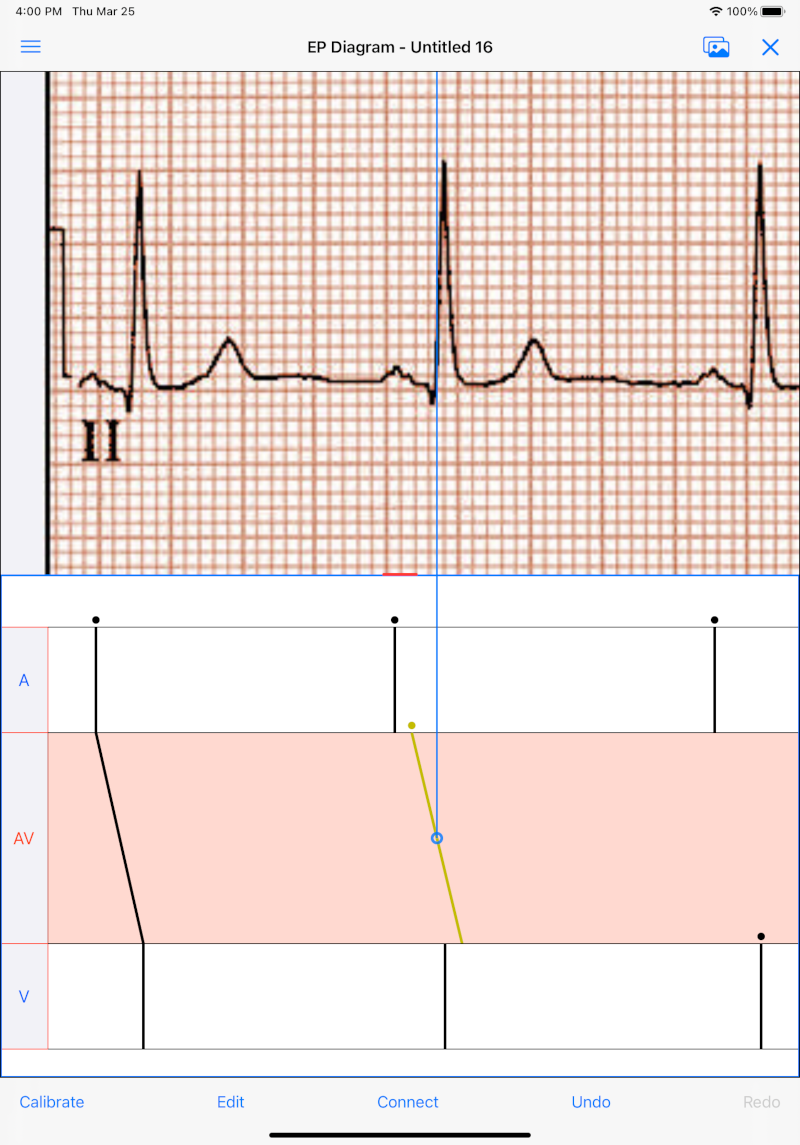 4:00 PM Thu Mar 25 100%
EP Diagram - Untitled 16
II
A
AV
V
Calibrate Edit Connect Undo Redo